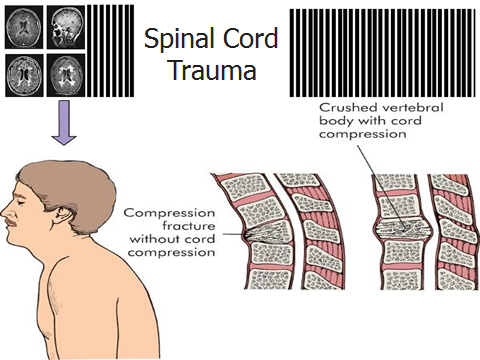 Spinal Cord
Trauma
Crushed vertebral
body with cord
compression
Compression
fracture
without cord
compression